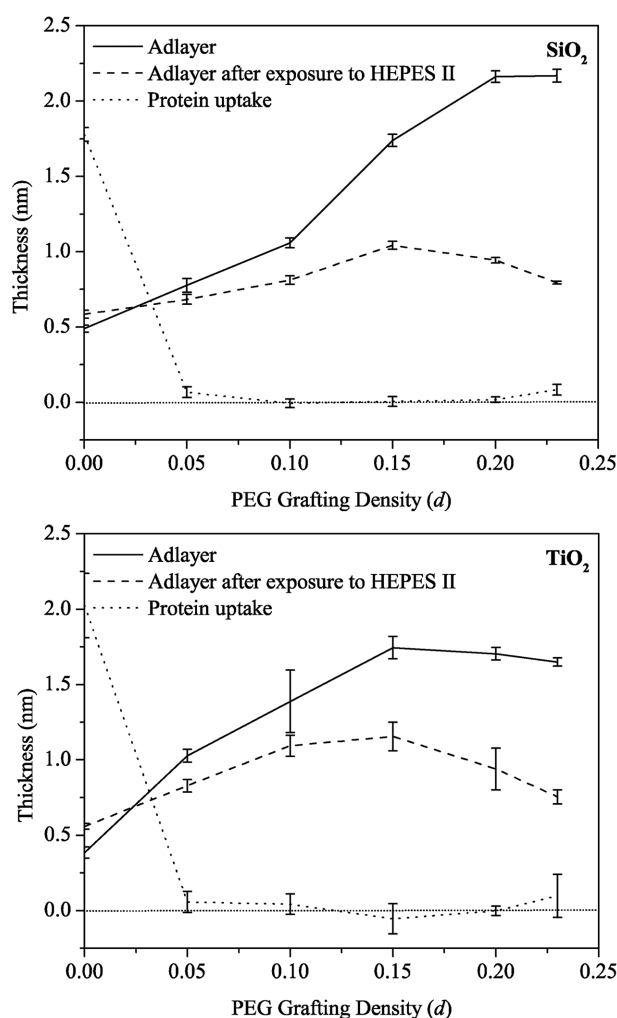 2.5
Adlayer
SiO2
Adlayer after exposure to HEPES II
2.0
Protein uptake
1.5
Thickness (nm)
1.0
0.5
0.0
0.00 0.05 0.10 0.15 0.20 0.25
PEG Grafting Density (d)
2.5
Adlayer
TiO2
Adlayer after exposure to HEPES II
2.0
Protein uptake
1.5
Thickness (nm)
1.0
0.5
0.0
0.00 0.05 0.10 0.15 0.20 0.25
PEG Grafting Density (d)